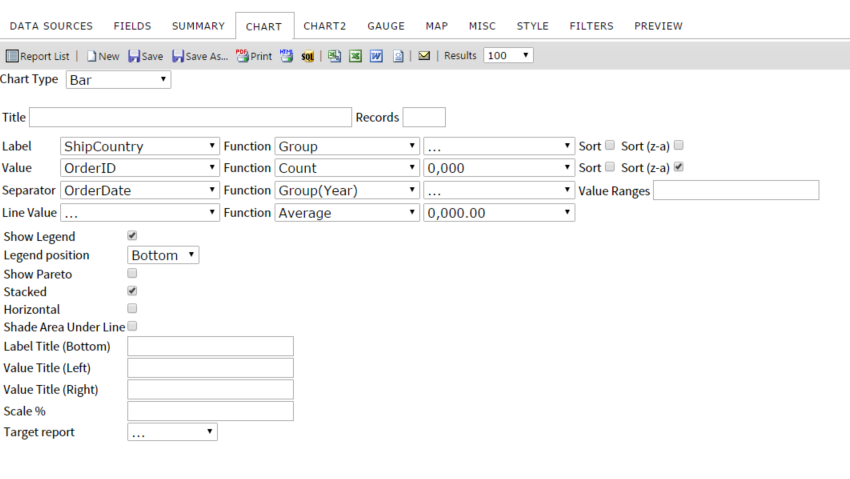 DATA SOURCES FIELDS SUMMARY CHART CHART2 GAUGE MAP MISC STYLE FILTERS PREVIEW
Report List | New Save Save As... PDF Print HTML SQL | | Results 100
Chart Type Bar
Title Records
Label ShipCountry Function Group ... Sort Sort (z-a)
Value OrderID Function Count 0,000 Sort Sort (z-a)
Separator OrderDate Function Group(Year) ... Value Ranges
Line Value ... Function Average 0,000.00
Show Legend
Legend position Bottom
Show Pareto
Stacked
Horizontal
Shade Area Under Line
Label Title (Bottom)
Value Title (Left)
Value Title (Right)
Scale %
Target report ...